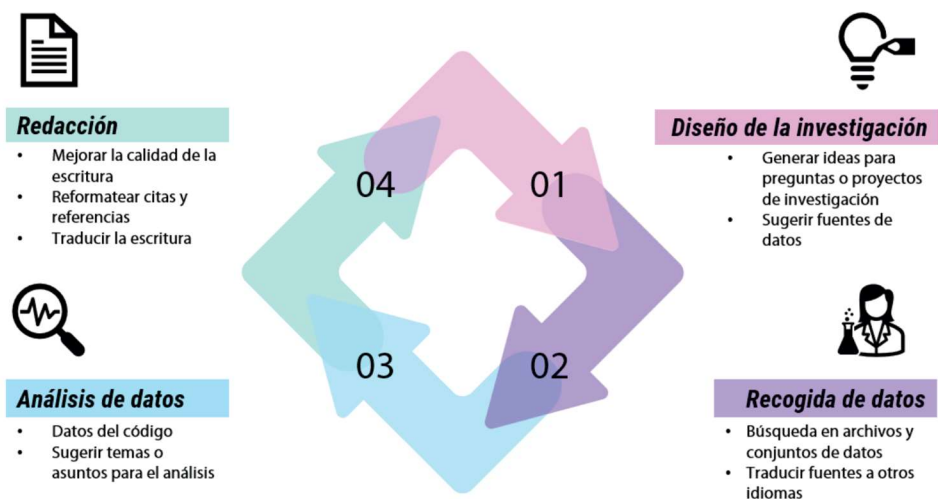 Redacción
• Mejorar la calidad de la
escritura
• Reformatear citas y
referencias
• Traducir la escritura
Diseño de la investigación
• Generar ideas para
preguntas o proyectos
de investigación
• Sugerir fuentes de
datos
04
01
03
02
Análisis de datos
• Datos del código
• Sugerir temas o
asuntos para el análisis
Recogida de datos
• Búsqueda en archivos y
conjuntos de datos
• Traducir fuentes a otros
idiomas